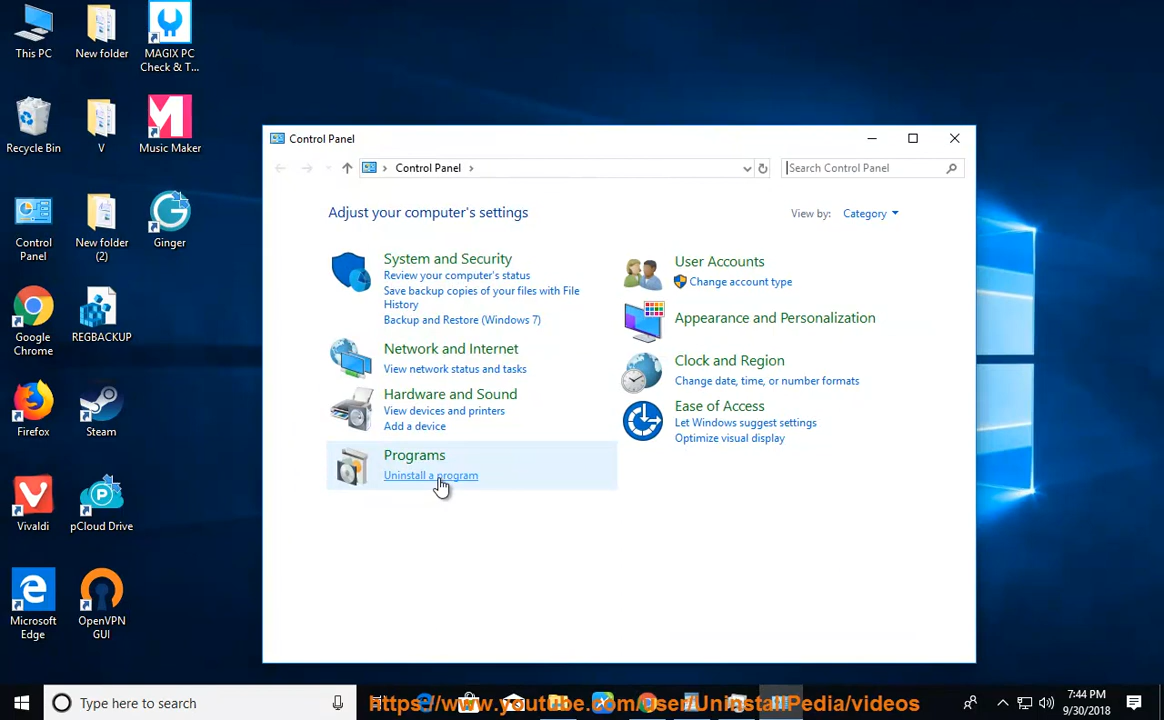 This PC
New folder
MAGIX PC
Check & T...
Recycle Bin
V
Music Maker
Control
Panel
New folder
(2)
Ginger
Google
Chrome
REGBACKUP
Firefox
Steam
Vivaldi
pCloud Drive
Microsoft
Edge
OpenVPN
GUI
Control Panel
Control Panel
Search Control Panel
Adjust your computer's settings
View by: Category
System and Security
Review your computer's status
Save backup copies of your files with File
History
Backup and Restore (Windows 7)
Network and Internet
View network status and tasks
Hardware and Sound
View devices and printers
Add a device
Programs
Uninstall a program
User Accounts
Change account type
Appearance and Personalization
Clock and Region
Change date, time, or number formats
Ease of Access
Let Windows suggest settings
Optimize visual display
Type here to search
Https://www.youtube.com/user/UninstallPedia/videos
7:44 PM
9/30/2018